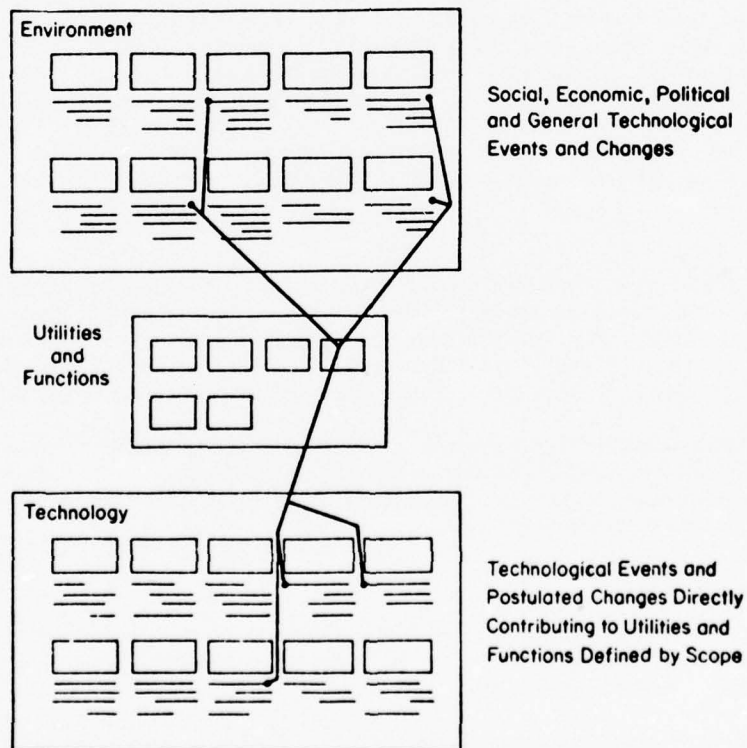 Environment
Social, Economic, Political
and General Technological
Events and Changes
Utilities
and
Functions
Technology
Technological Events and
Postulated Changes Directly
Contributing to Utilities and
Functions Defined by Scope